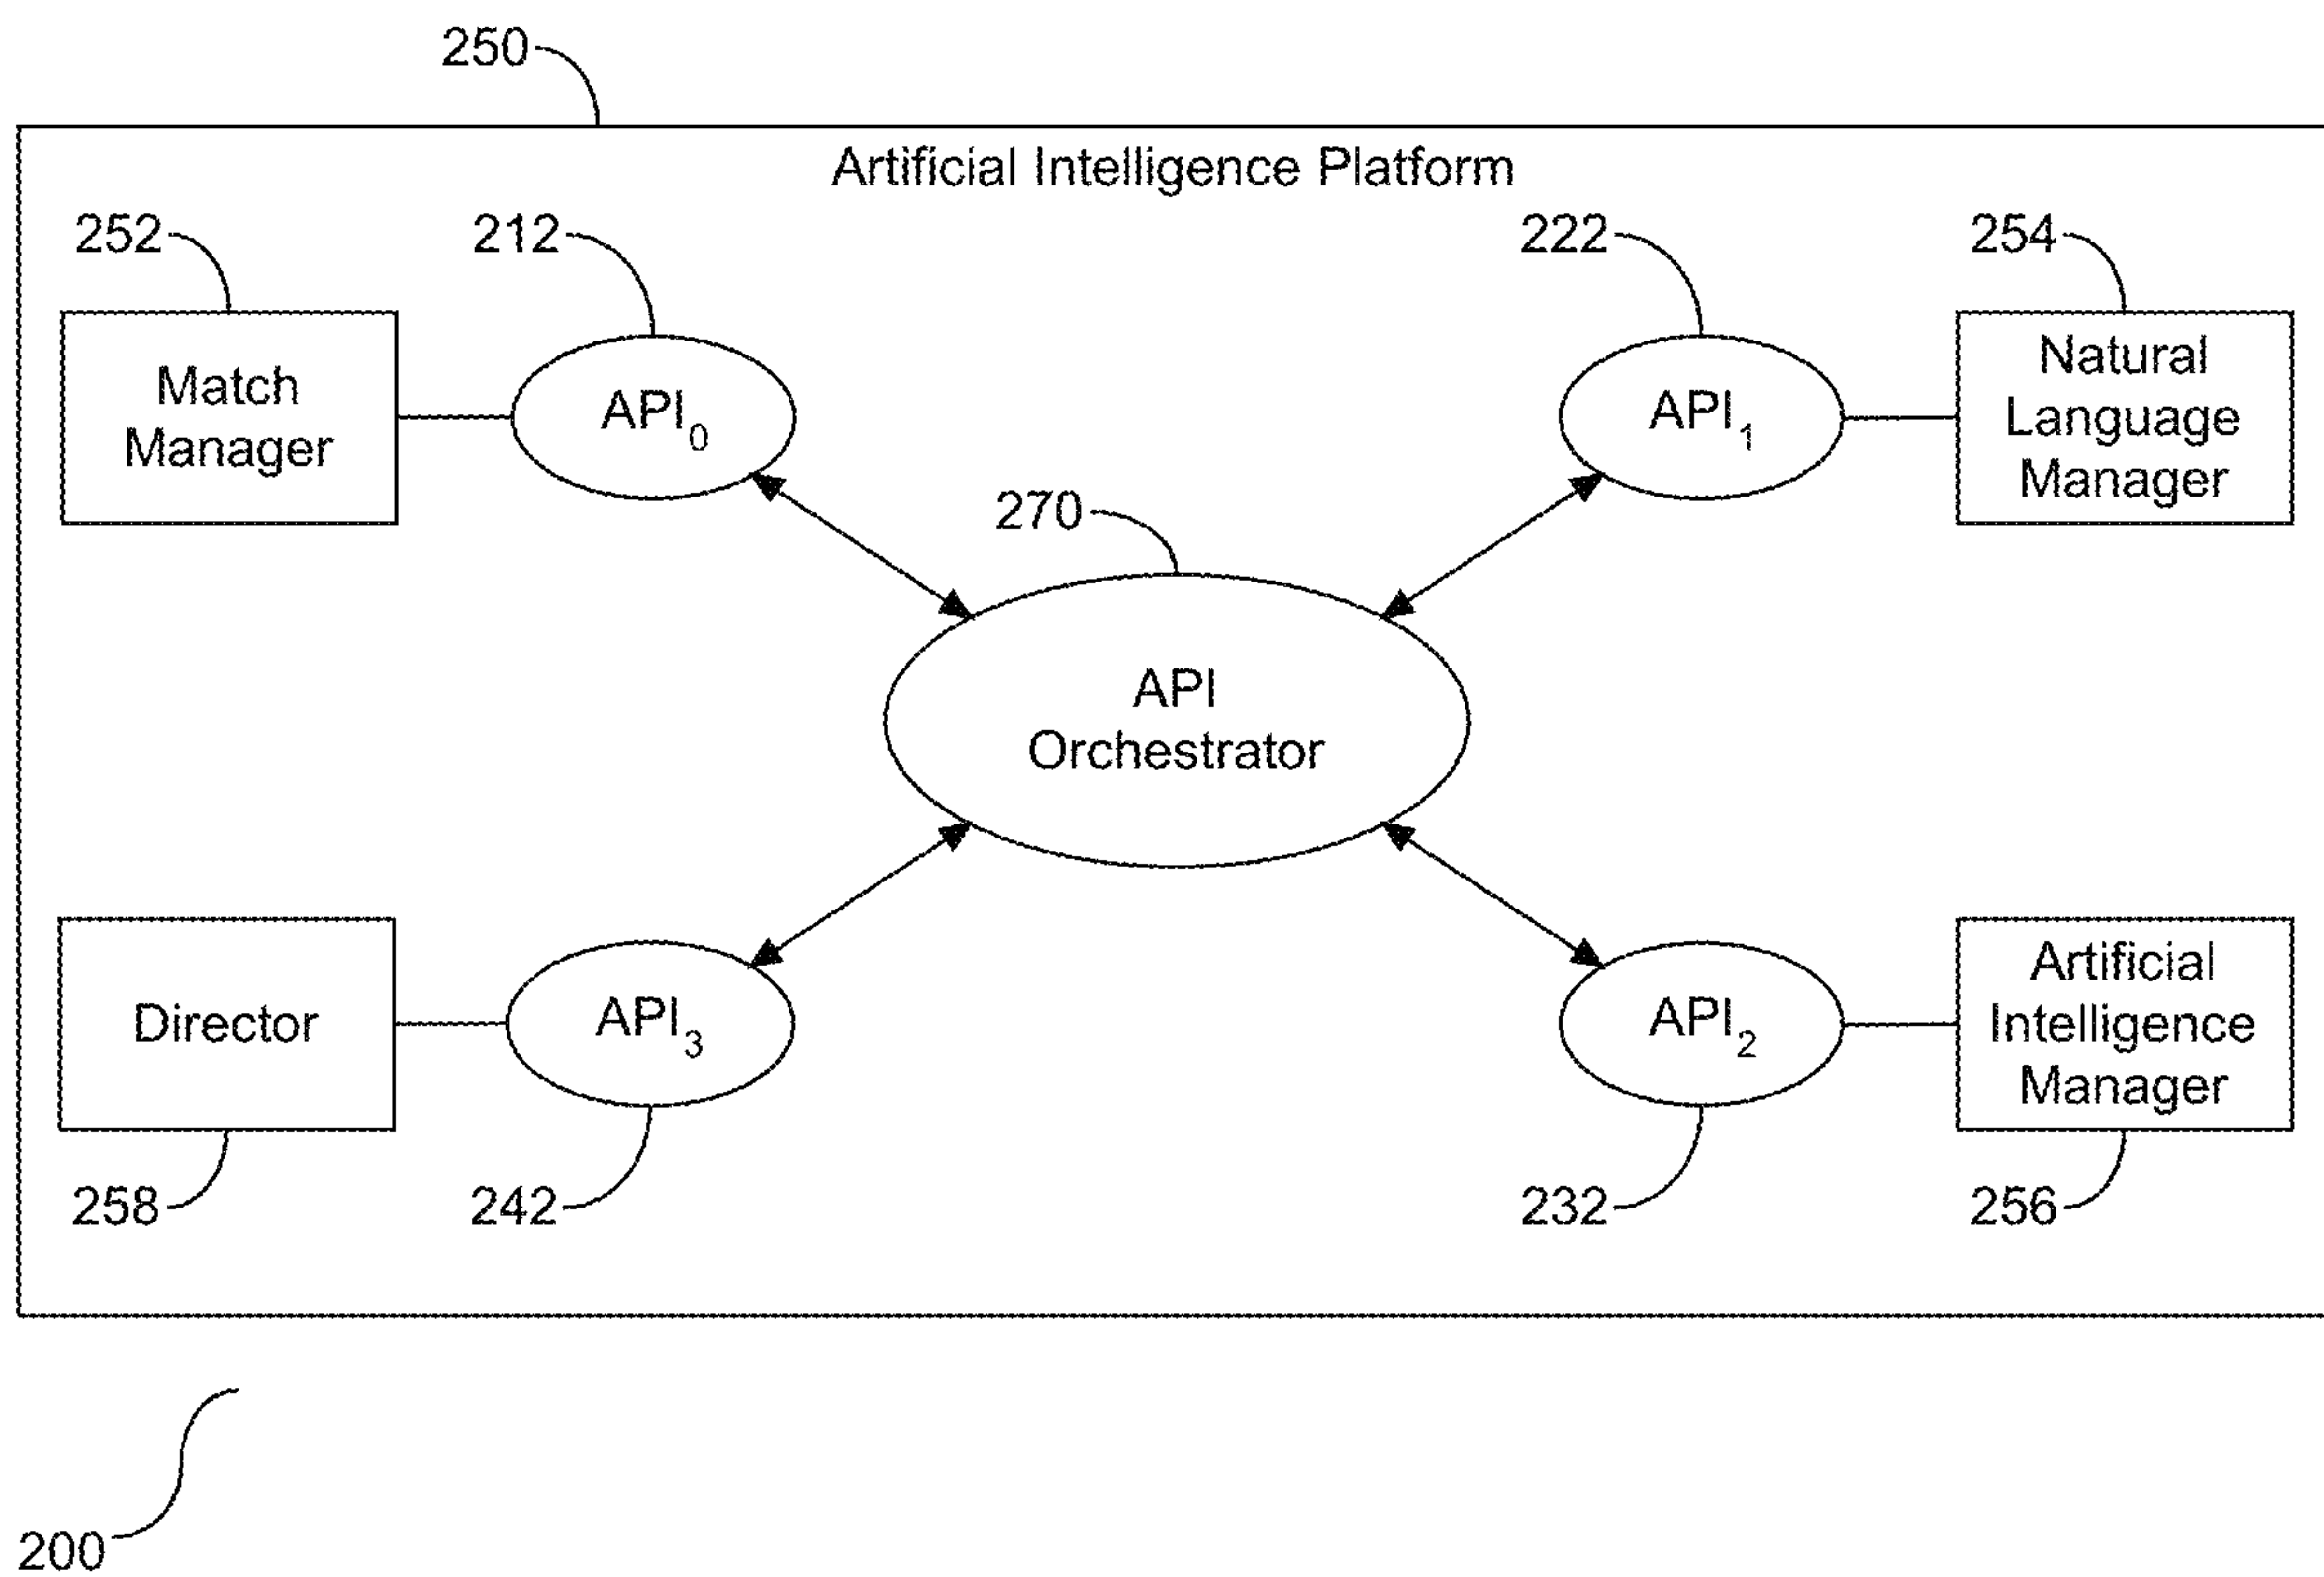 250
Artificial Intelligence Platform
252
212
222
254
Match
Manager
API₀
API₁
Natural
Language
Manager
270
API
Orchestrator
Director
API₃
API₂
Artificial
Intelligence
Manager
258
242
232
256
200